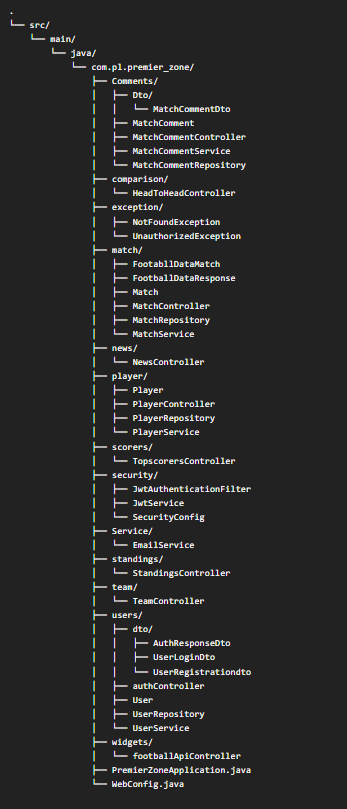 .
└── src/
    └── main/
        └── java/
            └── com.pl.premier_zone/
                ├── Comments/
                │   ├── Dto/
                │   │   └── MatchCommentDto
                │   ├── MatchComment
                │   ├── MatchCommentController
                │   ├── MatchCommentService
                │   └── MatchCommentRepository
                ├── comparison/
                │   └── HeadToHeadController
                ├── exception/
                │   ├── NotFoundException
                │   └── UnauthorizedException
                ├── match/
                │   ├── FootabllDataMatch
                │   ├── FootballDataResponse
                │   ├── Match
                │   ├── MatchController
                │   ├── MatchRepository
                │   └── MatchService
                ├── news/
                │   └── NewsController
                ├── player/
                │   ├── Player
                │   ├── PlayerController
                │   ├── PlayerRepository
                │   └── PlayerService
                ├── scorers/
                │   └── TopscorersController
                ├── security/
                │   ├── JwtAuthenticationFilter
                │   ├── JwtService
                │   └── SecurityConfig
                ├── Service/
                │   └── EmailService
                ├── standings/
                │   └── StandingsController
                ├── team/
                │   └── TeamController
                ├── users/
                │   ├── dto/
                │   │   ├── AuthResponseDto
                │   │   ├── UserLoginDto
                │   │   └── UserRegistrationdto
                │   ├── authController
                │   ├── User
                │   ├── UserRepository
                │   └── UserService
                ├── widgets/
                │   └── footballApiController
                ├── PremierZoneApplication.java
                └── WebConfig.java